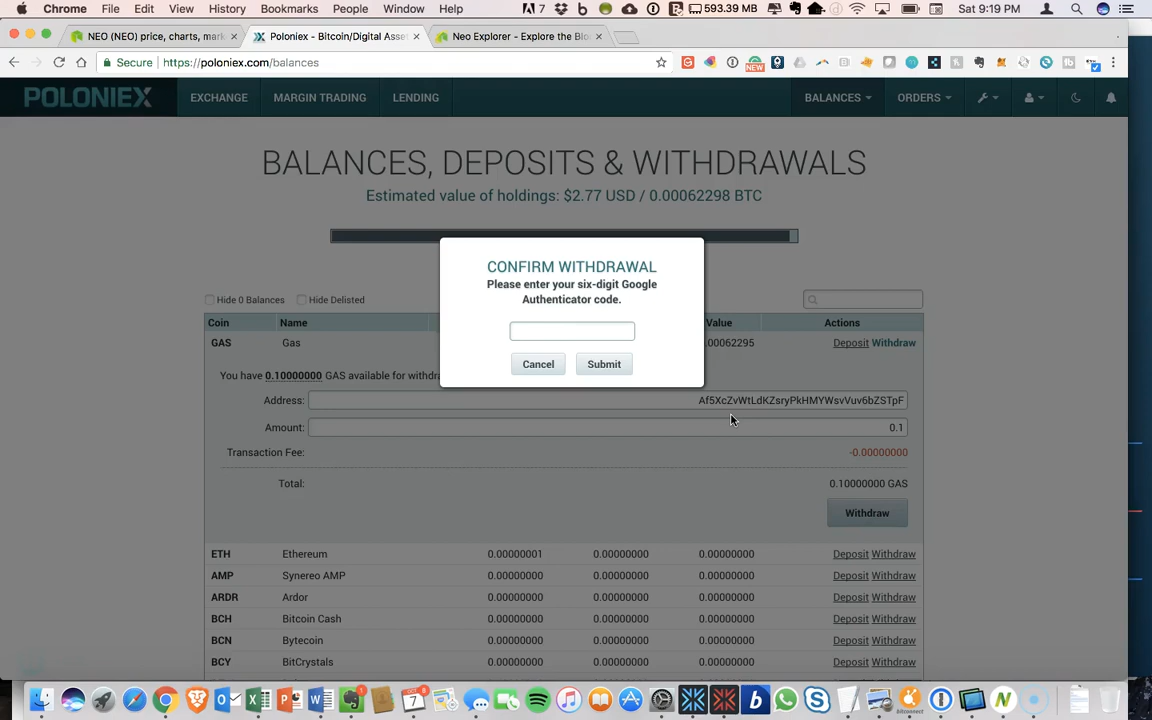 Chrome File Edit View History Bookmarks People Window Help 7 593.39 MB Sat 9:19 PM
NEO (NEO) price, charts, mark × Poloniex - Bitcoin/Digital Asse × Neo Explorer - Explore the Blo ×
Secure https://poloniex.com/balances NEW
POLONIEX EXCHANGE MARGIN TRADING LENDING BALANCES ORDERS
BALANCES, DEPOSITS & WITHDRAWALS
Estimated value of holdings: $2.77 USD / 0.00062298 BTC
CONFIRM WITHDRAWAL
Please enter your six-digit Google
Authenticator code.
Cancel Submit
Hide 0 Balances Hide Delisted
Coin Name Value Actions
GAS Gas .00062295 Deposit Withdraw
You have 0.10000000 GAS available for withdra
Address: Af5XcZvWtLdKZsryPkHMYWsvVuv6bZSTpF
Amount: 0.1
Transaction Fee: -0.00000000
Total: 0.10000000 GAS
Withdraw
ETH Ethereum 0.00000001 0.00000000 0.00000000 Deposit Withdraw
AMP Synereo AMP 0.00000000 0.00000000 0.00000000 Deposit Withdraw
ARDR Ardor 0.00000000 0.00000000 0.00000000 Deposit Withdraw
BCH Bitcoin Cash 0.00000000 0.00000000 0.00000000 Deposit Withdraw
BCN Bytecoin 0.00000000 0.00000000 0.00000000 Deposit Withdraw
BCY BitCrystals 0.00000000 0.00000000 0.00000000 Deposit Withdraw